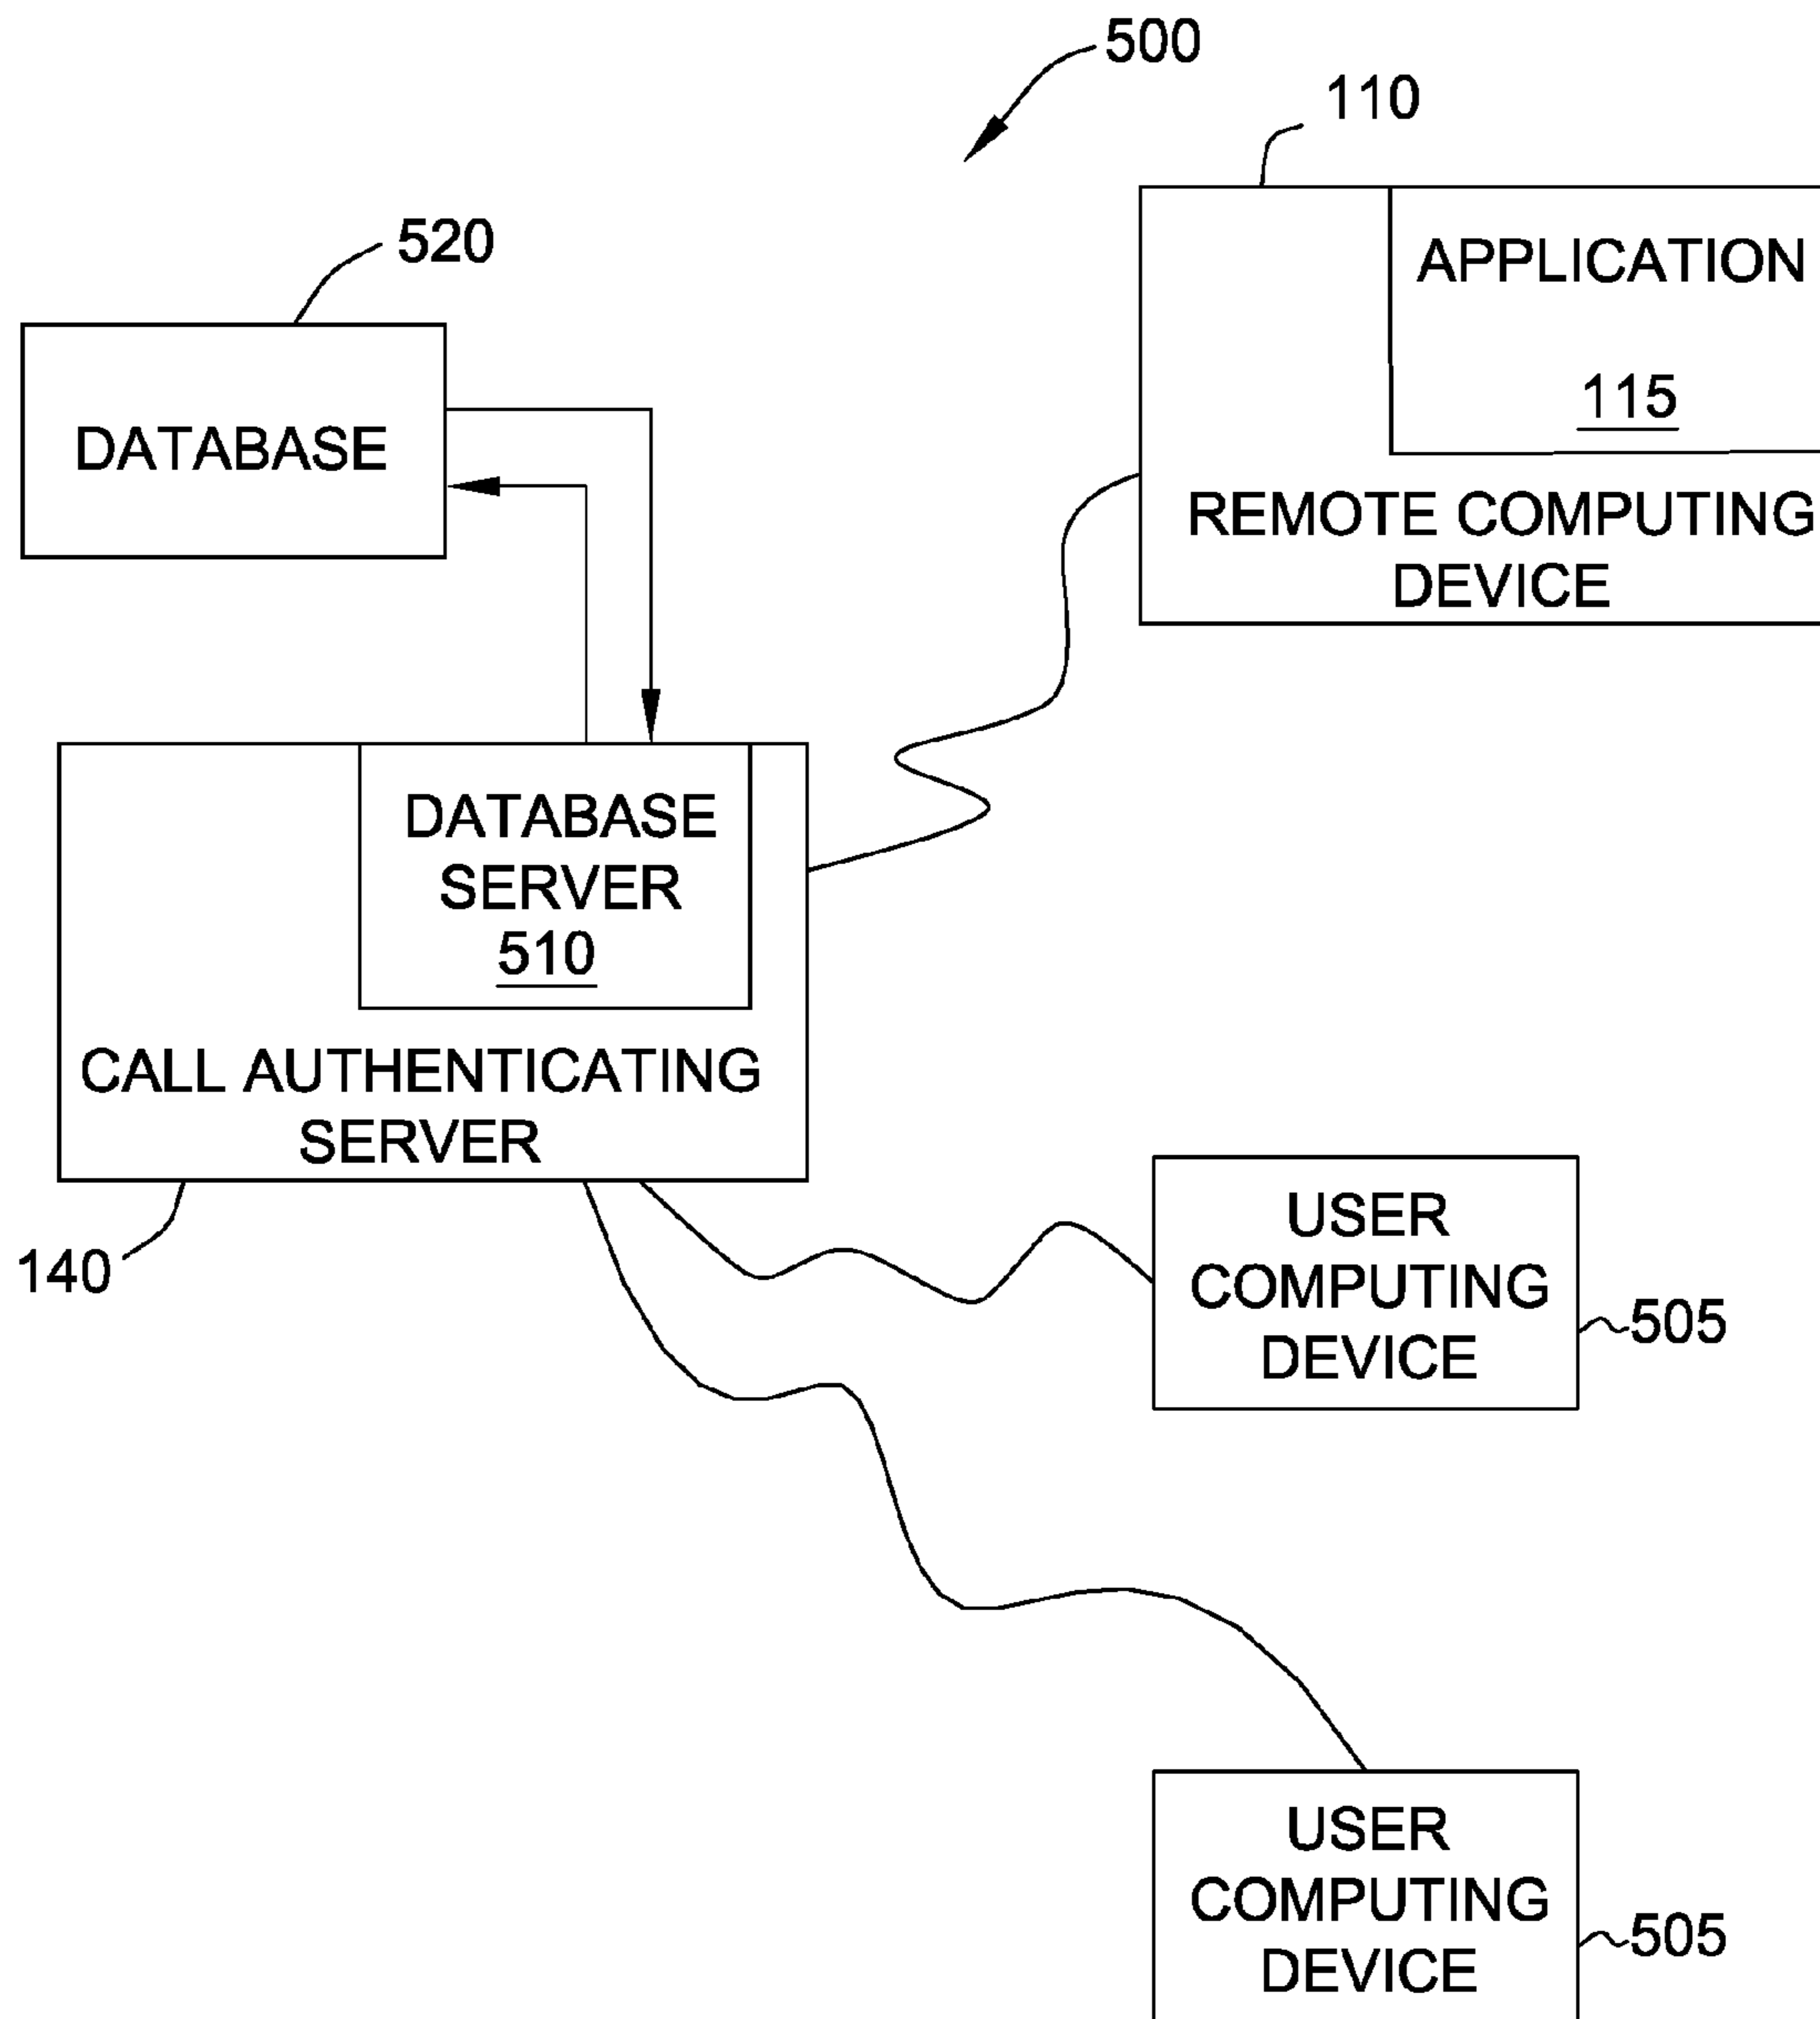 500
110
520
APPLICATION
115
DATABASE
REMOTE COMPUTING
DEVICE
DATABASE
SERVER
510
CALL AUTHENTICATING
SERVER
140
USER
COMPUTING
DEVICE
505
USER
COMPUTING
DEVICE
505